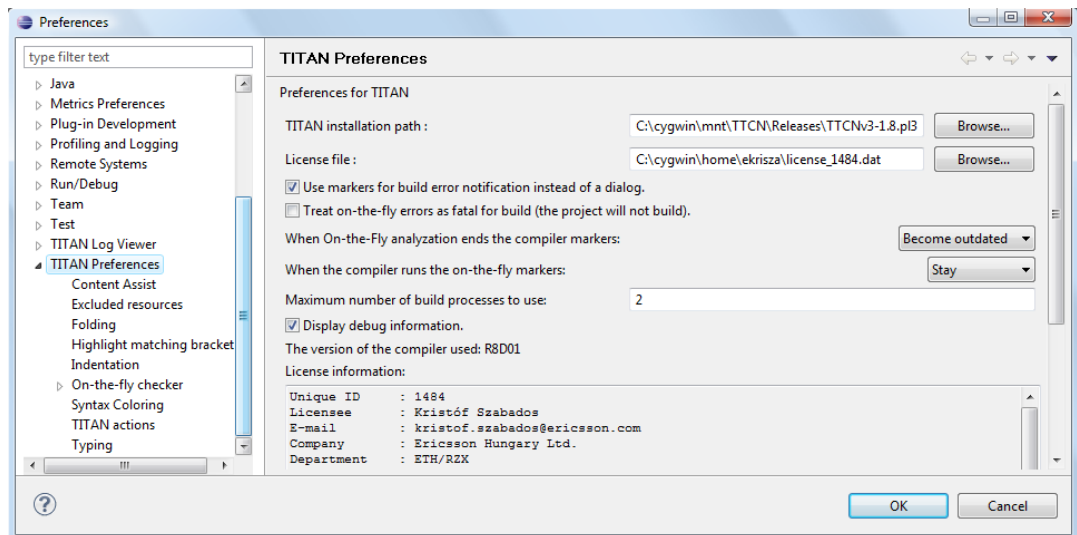 Preferences
type filter text
Java
Metrics Preferences
Plug-in Development
Profiling and Logging
Remote Systems
Run/Debug
Team
Test
TITAN Log Viewer
TITAN Preferences
Content Assist
Excluded resources
Folding
Highlight matching bracket
Indentation
On-the-fly checker
Syntax Coloring
TITAN actions
Typing
TITAN Preferences
Preferences for TITAN
TITAN installation path : C:\cygwin\mnt\TTCN\Releases\TTCNv3-1.8.pl3 Browse...
License file : C:\cygwin\home\ekrisza\license_1484.dat Browse...
Use markers for build error notification instead of a dialog.
Treat on-the-fly errors as fatal for build (the project will not build).
When On-the-Fly analyzation ends the compiler markers: Become outdated
When the compiler runs the on-the-fly markers: Stay
Maximum number of build processes to use: 2
Display debug information.
The version of the compiler used: R8D01
License information:
Unique ID : 1484
Licensee : Kristóf Szabados
E-mail : kristof.szabados@ericsson.com
Company : Ericsson Hungary Ltd.
Department : ETH/RZX
? OK Cancel